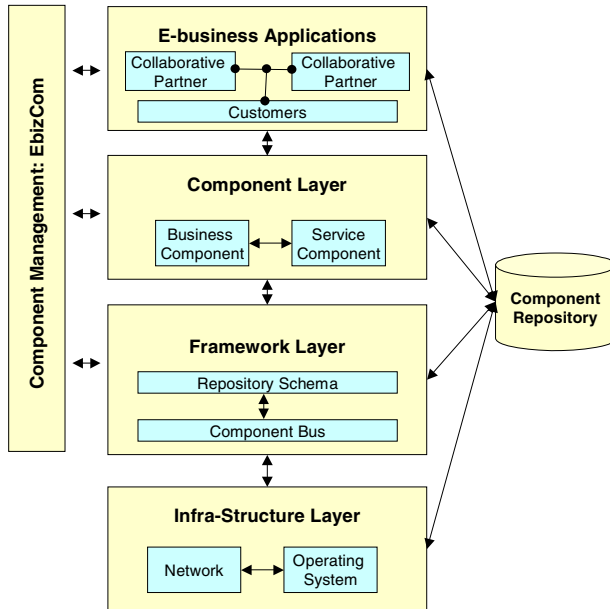 Component Management: EbizCom
E-business Applications
Collaborative
Partner
Collaborative
Partner
Customers
Component Layer
Business
Component
Service
Component
Component
Repository
Framework Layer
Repository Schema
Component Bus
Infra-Structure Layer
Network
Operating
System